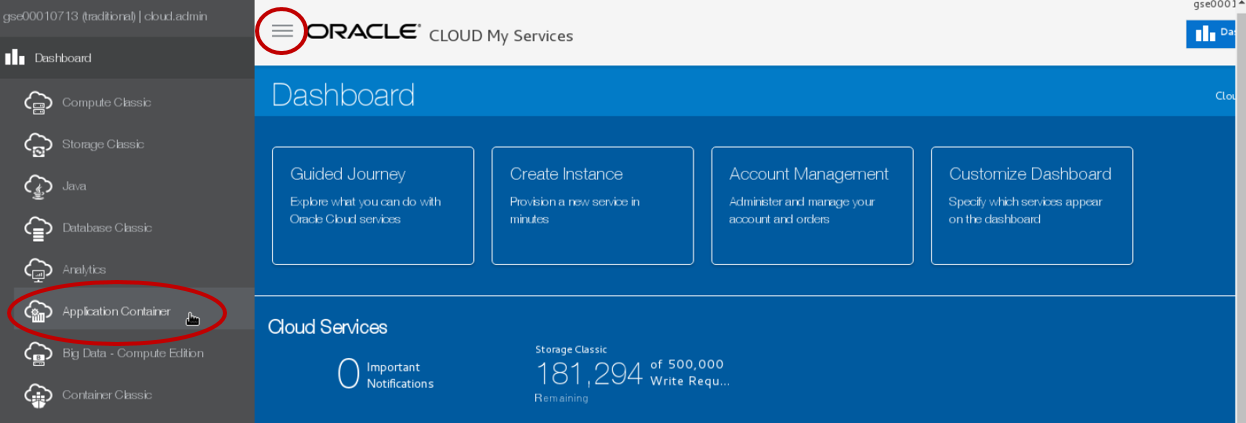 gse00010713 (traditional) | cloud.admin
Dashboard
Compute Classic
Storage Classic
Java
Database Classic
Analytics
Application Container
Big Data - Compute Edition
Container Classic
ORACLE® CLOUD My Services
Dashboard
Guided Journey
Explore what you can do with
Oracle Cloud services
Create Instance
Provision a new service in
minutes
Account Management
Administer and manage your
account and orders
Customize Dashboard
Specify which services appear
on the dashboard
Cloud Services
0 Important
Notifications
Storage Classic
181,294 of 500,000
Write Requ...
Remaining